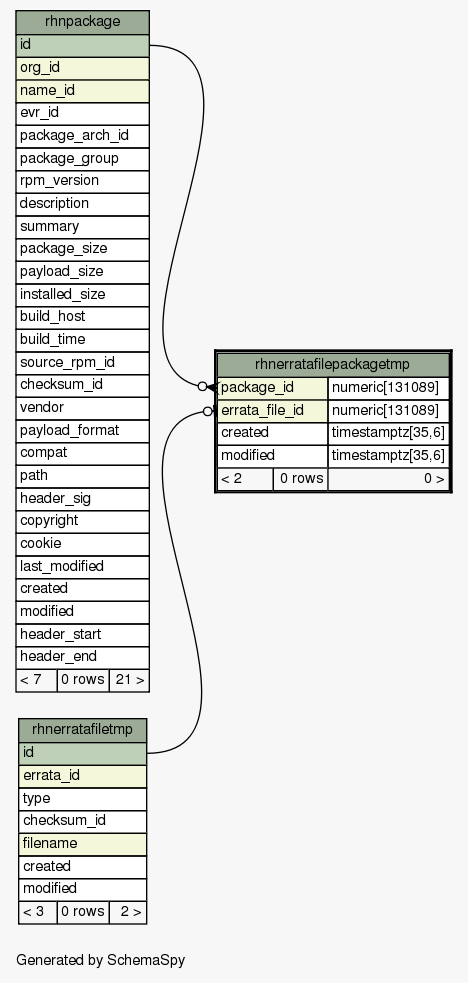 rhnpackage
id
org_id
name_id
evr_id
package_arch_id
package_group
rpm_version
description
summary
package_size
payload_size
installed_size
build_host
build_time
source_rpm_id
checksum_id
vendor
payload_format
compat
path
header_sig
copyright
cookie
last_modified
created
modified
header_start
header_end
< 7 0 rows 21 >
rhnerratafilepackagetmp
package_id numeric[131089]
errata_file_id numeric[131089]
created timestamptz[35,6]
modified timestamptz[35,6]
< 2 0 rows 0 >
rhnerratafiletmp
id
errata_id
type
checksum_id
filename
created
modified
< 3 0 rows 2 >
Generated by SchemaSpy